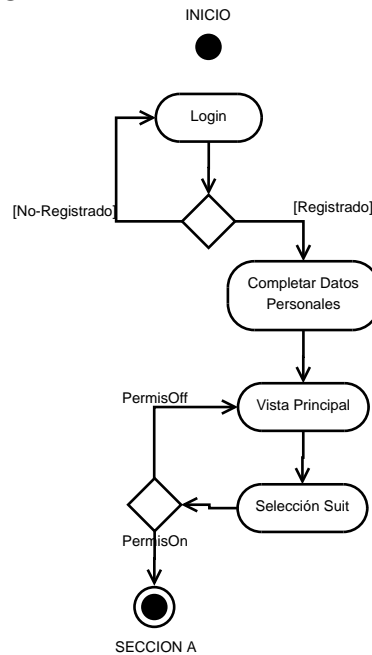 INICIO
Login
[No-Registrado]
[Registrado]
Completar Datos
Personales
PermisOff
Vista Principal
Selección Suit
PermisOn
SECCION A